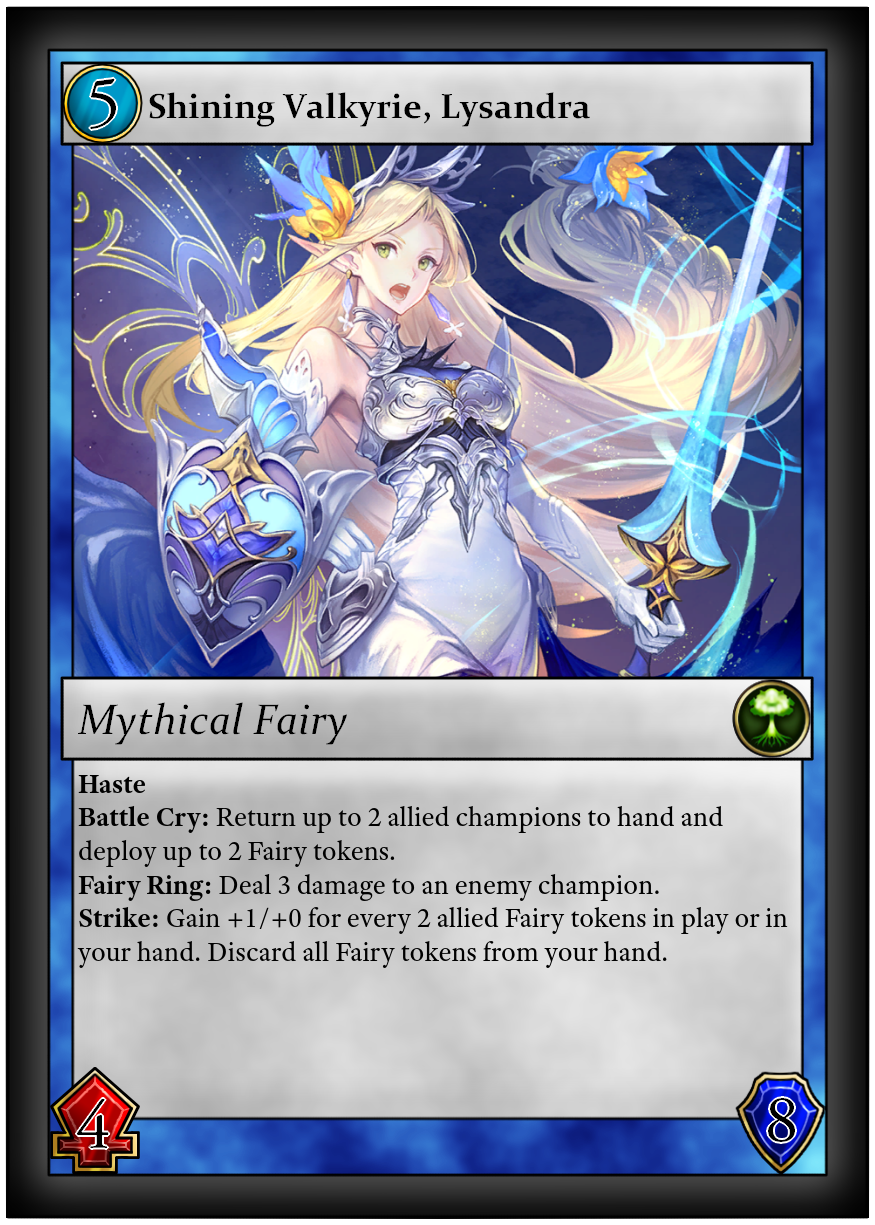 5
Shining Valkyrie, Lysandra
Mythical Fairy
Haste
Battle Cry: Return up to 2 allied champions to hand and
deploy up to 2 Fairy tokens.
Fairy Ring: Deal 3 damage to an enemy champion.
Strike: Gain +1/+0 for every 2 allied Fairy tokens in play or in
your hand. Discard all Fairy tokens from your hand.
4
8